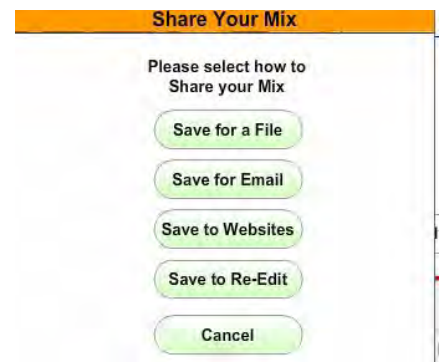 Share Your Mix
Please select how to
Share your Mix
Save for a File
Save for Email
Save to Websites
Save to Re-Edit
Cancel